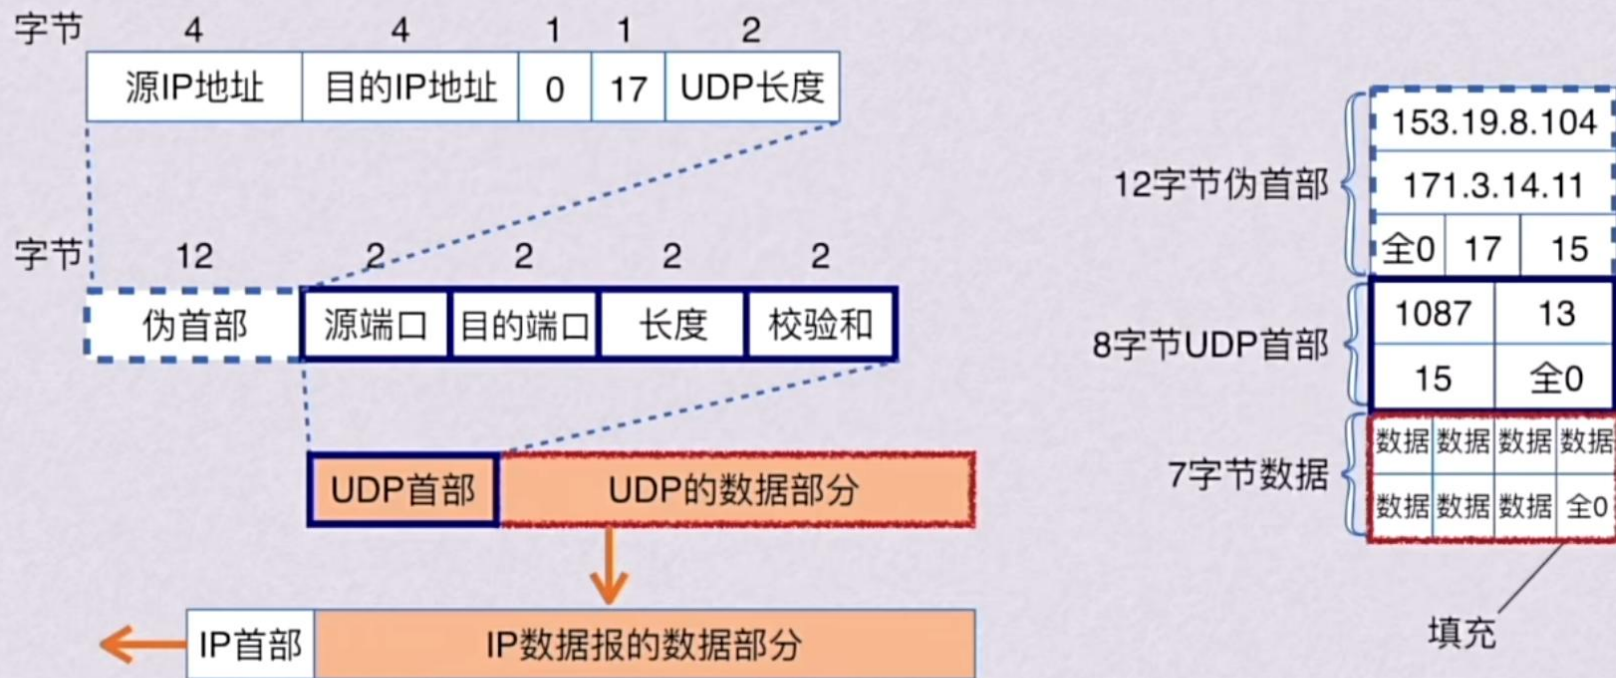 字节 4 4 1 1 2
源IP地址 目的IP地址 0 17 UDP长度
字节 12 2 2 2 2
伪首部 源端口 目的端口 长度 校验和
UDP首部 UDP的数据部分
IP首部 IP数据报的数据部分
12字节伪首部
153.19.8.104
171.3.14.11
全0 17 15
8字节UDP首部
1087 13
15 全0
7字节数据
数据 数据 数据 数据
数据 数据 数据 全0
填充